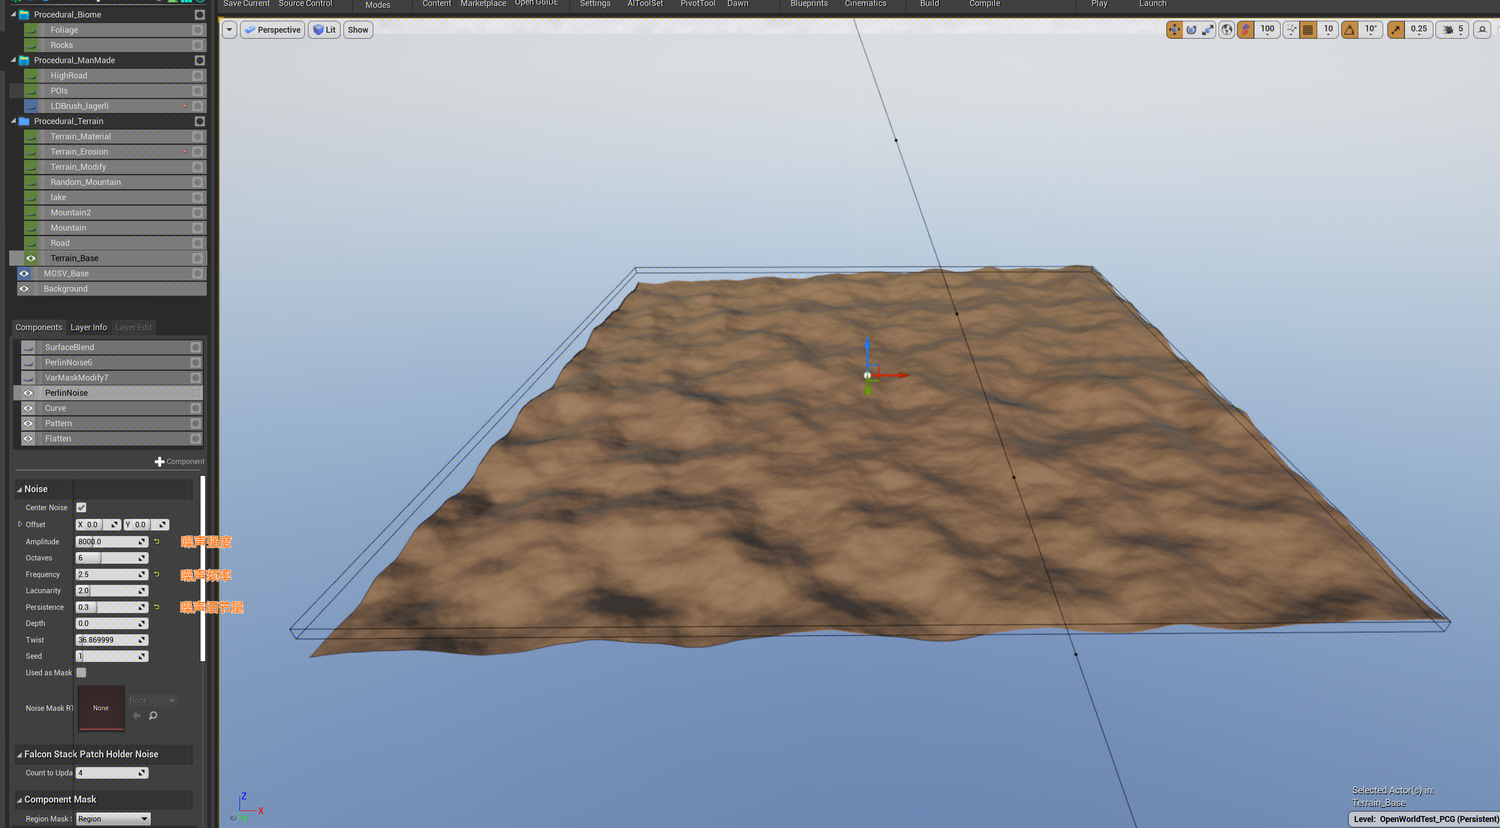 Save Current
Source Control
Modes
Content
Marketplace
Settings
AIToolSet
PivotTool
Dawn
Blueprints
Cinematics
Build
Compile
Play
Launch
Procedural_Biome
Foliage
Rocks
Procedural_ManMade
HighRoad
POIs
LDBrush_lagerli
Procedural_Terrain
Terrain_Material
Terrain_Erosion
Terrain_Modify
Random_Mountain
lake
Mountain2
Mountain
Road
Terrain_Base
MGSV_Base
Background
Perspective
Lit
Show
100
10
10°
0.25
5
Components
Layer Info
Layer Edit
SurfaceBlend
PerlinNoise6
VarMaskModify7
PerlinNoise
Curve
Pattern
Flatten
Component
Noise
Center Noise
Offset X 0.0 Y 0.0
Amplitude 8000.0 噪声强度
Octaves 6
Frequency 2.5 噪声频率
Lacunarity 2.0
Persistence 0.3 噪声细节量
Depth 0.0
Twist 36.869999
Seed 1
Used as Mask
Noise Mask RT None None
Falcon Stack Patch Holder Noise
Count to Upda 4
Component Mask
Region Mask Region
Z
X
Selected Actor(s) in:
Terrain_Base
Level: OpenWorldTest_PCG (Persistent)